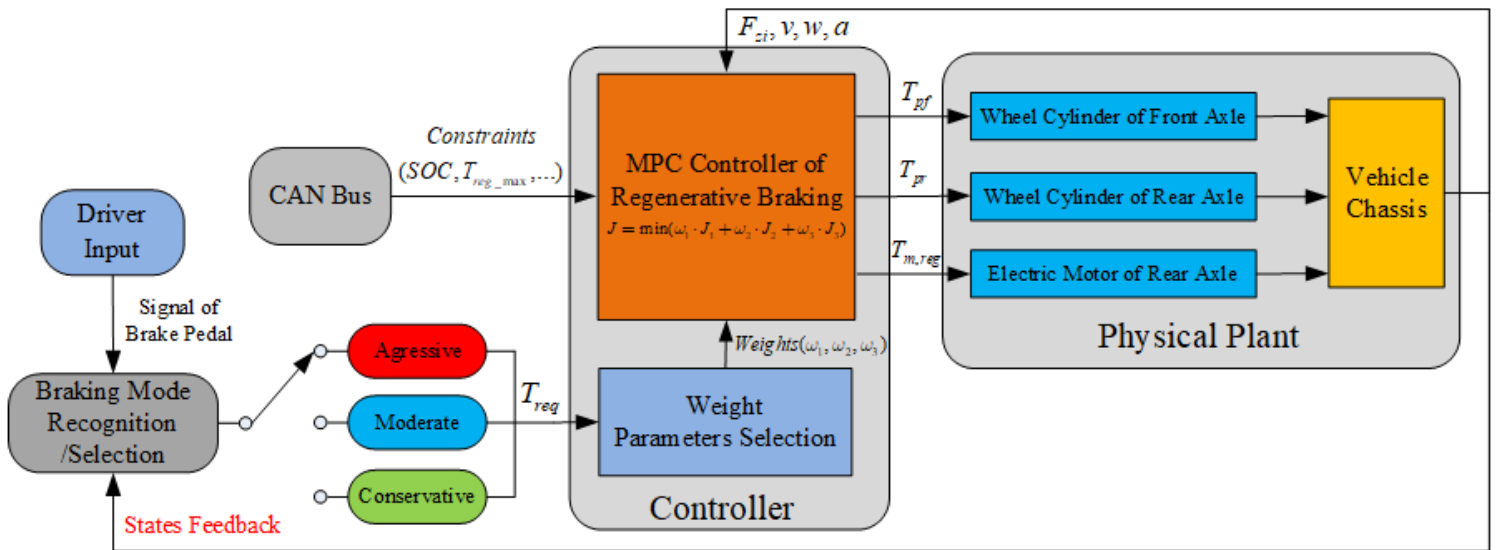 F_zi, v, w, a
T_pf
Wheel Cylinder of Front Axle
Constraints
(SOC, T_reg_max, ...)
MPC Controller of
Regenerative Braking
J = min(ω₁ · J₁ + ω₂ · J₂ + ω₃ · J₃)
CAN Bus
T_pr
Wheel Cylinder of Rear Axle
Vehicle
Chassis
Driver
Input
T_m,reg
Electric Motor of Rear Axle
Signal of
Brake Pedal
Physical Plant
Weights(ω₁, ω₂, ω₃)
Agressive
Braking Mode
Recognition
/Selection
Moderate
T_req
Weight
Parameters Selection
Conservative
Controller
States Feedback